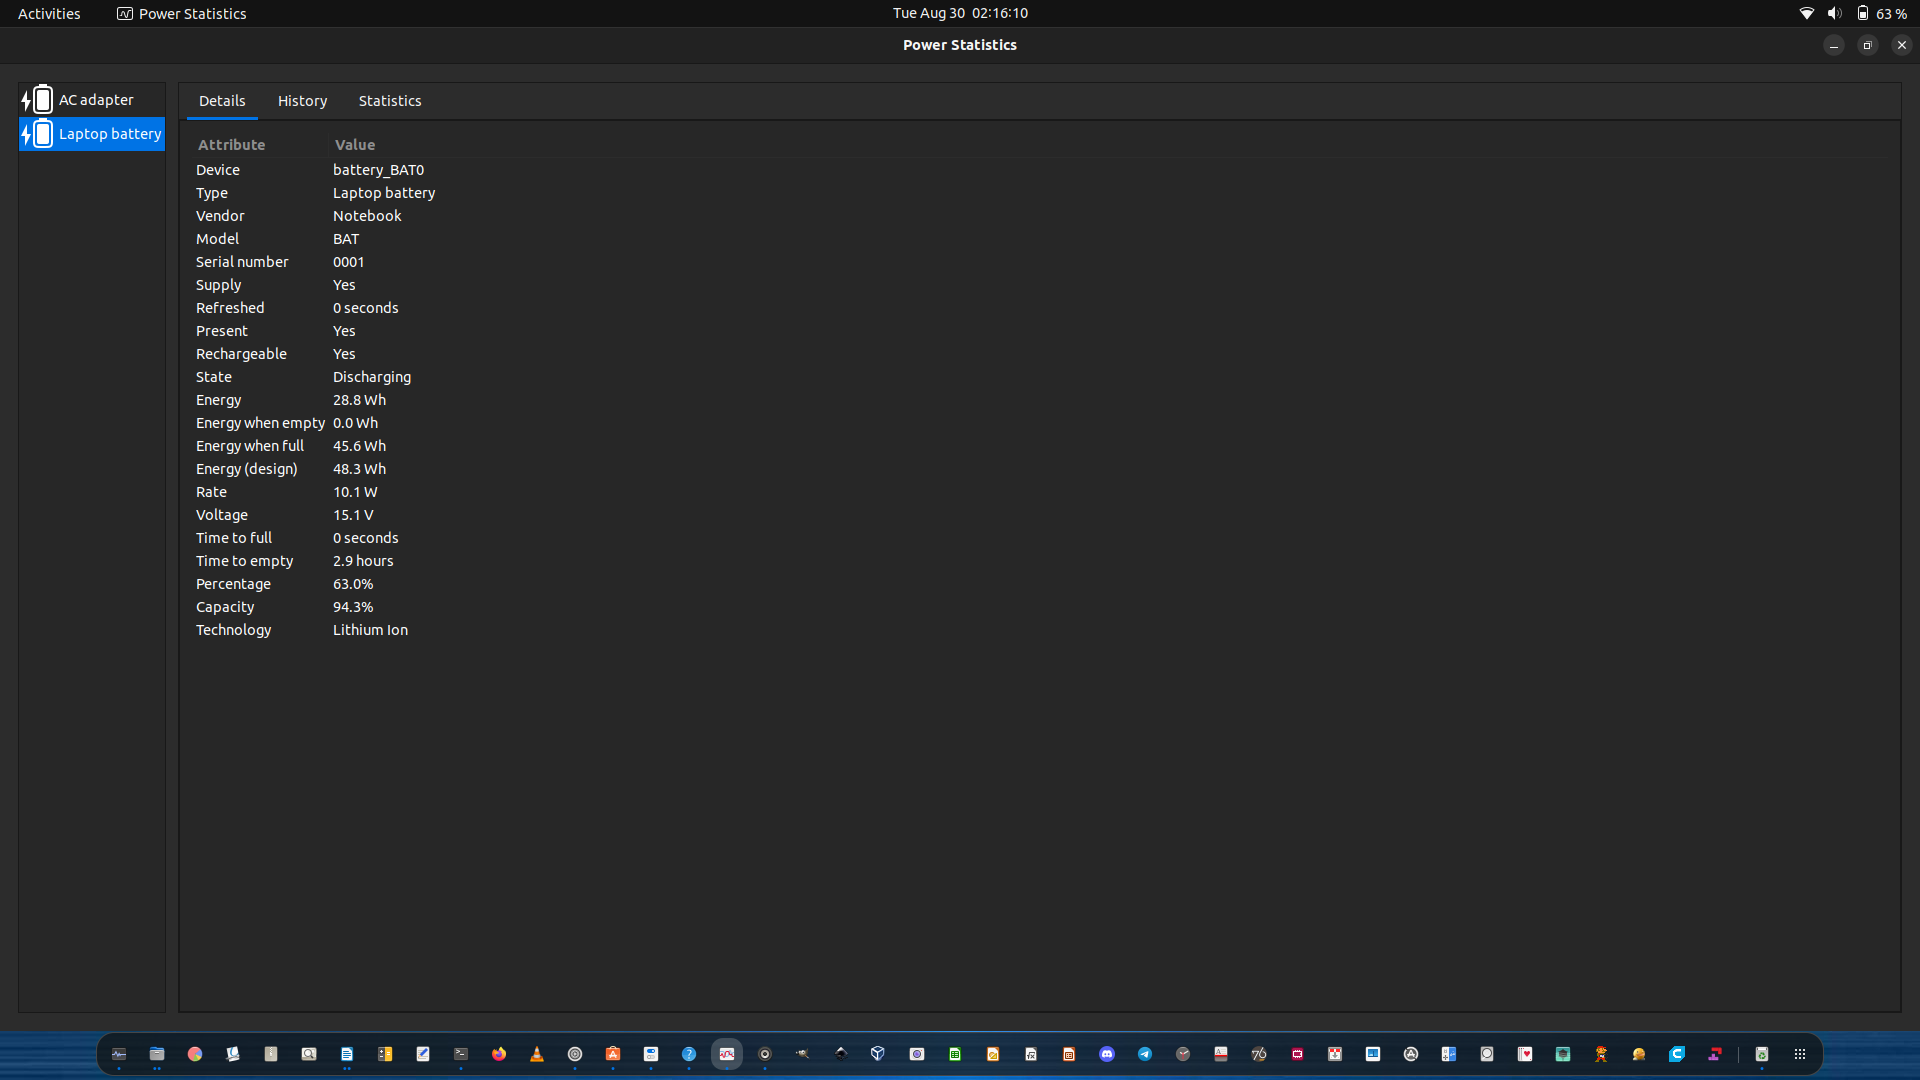 Activities
Power Statistics
Tue Aug 30 02:16:10
63 %
Power Statistics
AC adapter
Laptop battery
Details History Statistics
Attribute Value
Device battery_BAT0
Type Laptop battery
Vendor Notebook
Model BAT
Serial number 0001
Supply Yes
Refreshed 0 seconds
Present Yes
Rechargeable Yes
State Discharging
Energy 28.8 Wh
Energy when empty 0.0 Wh
Energy when full 45.6 Wh
Energy (design) 48.3 Wh
Rate 10.1 W
Voltage 15.1 V
Time to full 0 seconds
Time to empty 2.9 hours
Percentage 63.0%
Capacity 94.3%
Technology Lithium Ion